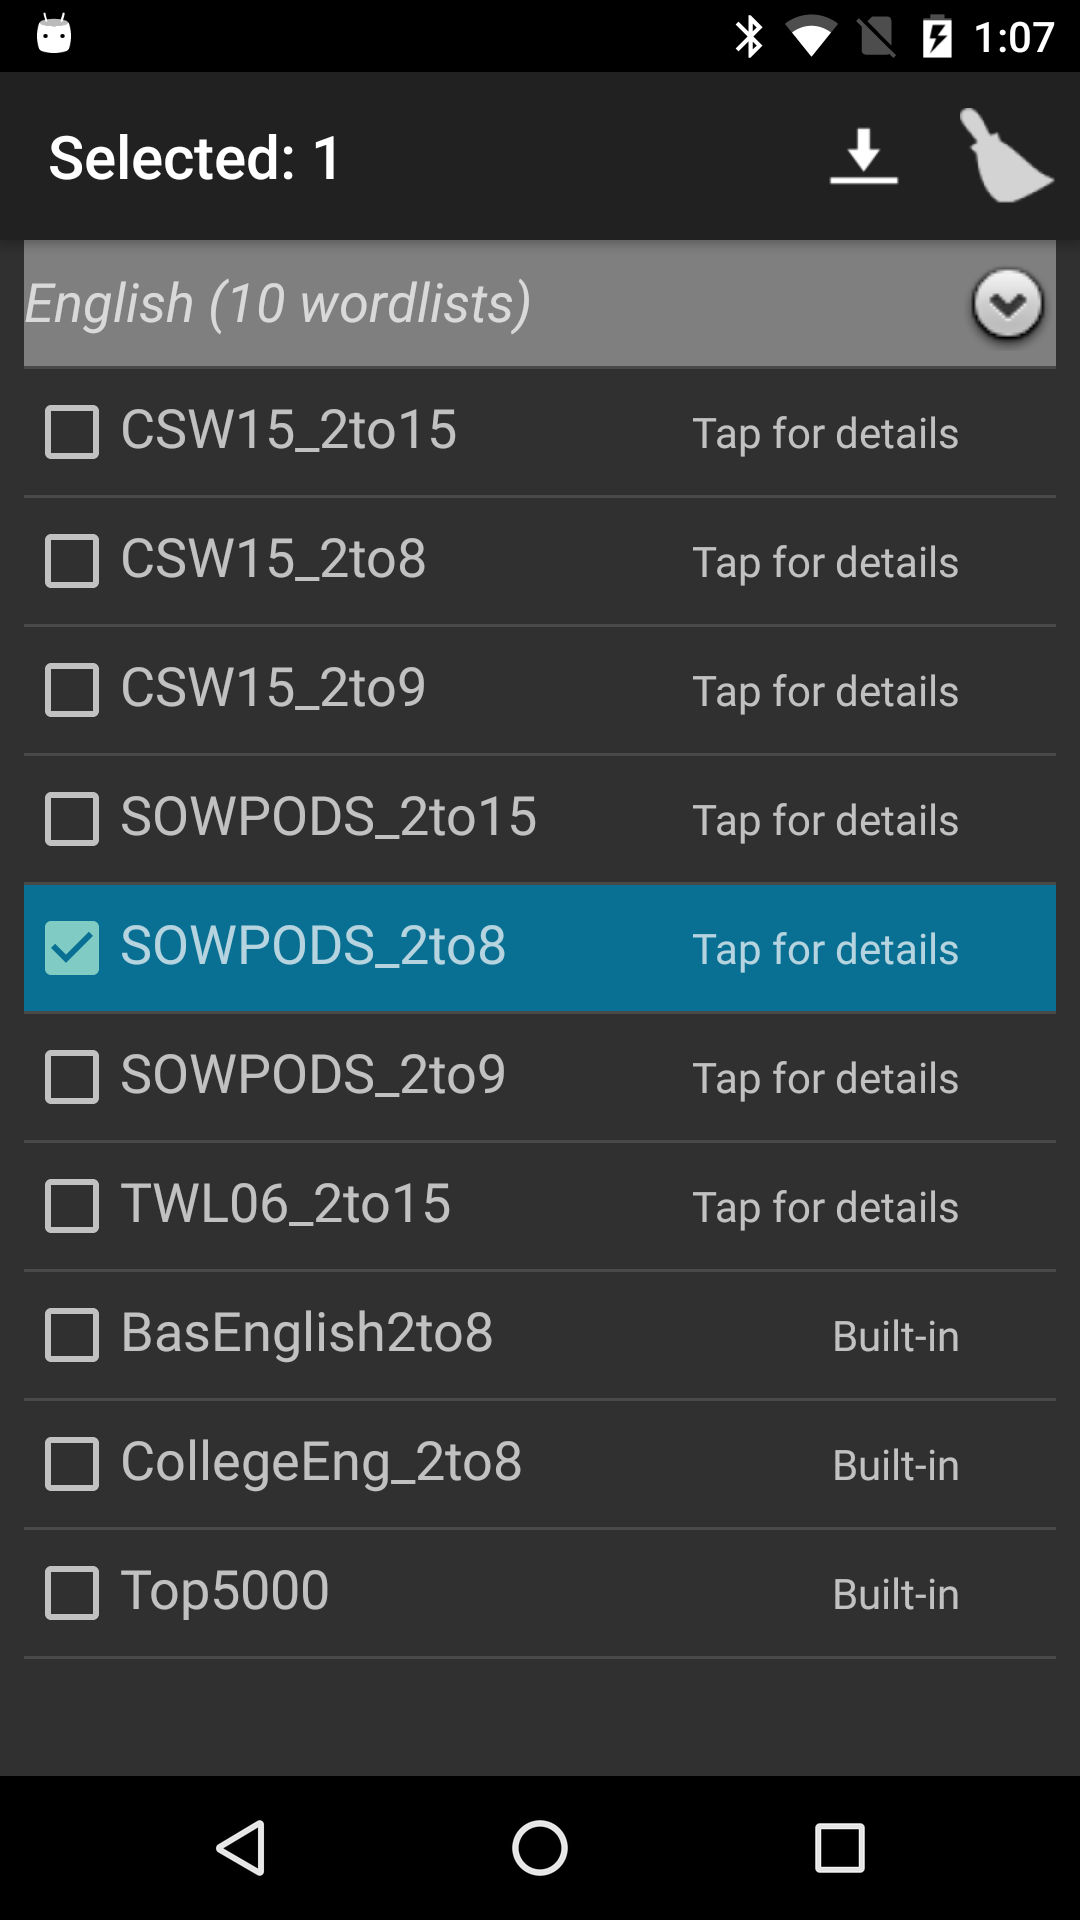 1:07
Selected: 1
English (10 wordlists)
CSW15_2to15 Tap for details
CSW15_2to8 Tap for details
CSW15_2to9 Tap for details
SOWPODS_2to15 Tap for details
SOWPODS_2to8 Tap for details
SOWPODS_2to9 Tap for details
TWL06_2to15 Tap for details
BasEnglish2to8 Built-in
CollegeEng_2to8 Built-in
Top5000 Built-in